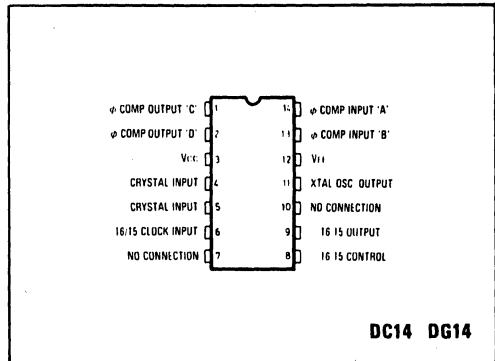 φ COMP OUTPUT 'C' 1 14 φ COMP INPUT 'A'
φ COMP OUTPUT 'D' 2 13 φ COMP INPUT 'B'
VCC 3 12 VEE
CRYSTAL INPUT 4 11 XTAL OSC OUTPUT
CRYSTAL INPUT 5 10 NO CONNECTION
16/15 CLOCK INPUT 6 9 16 15 OUTPUT
NO CONNECTION 7 8 16 15 CONTROL
DC14 DG14